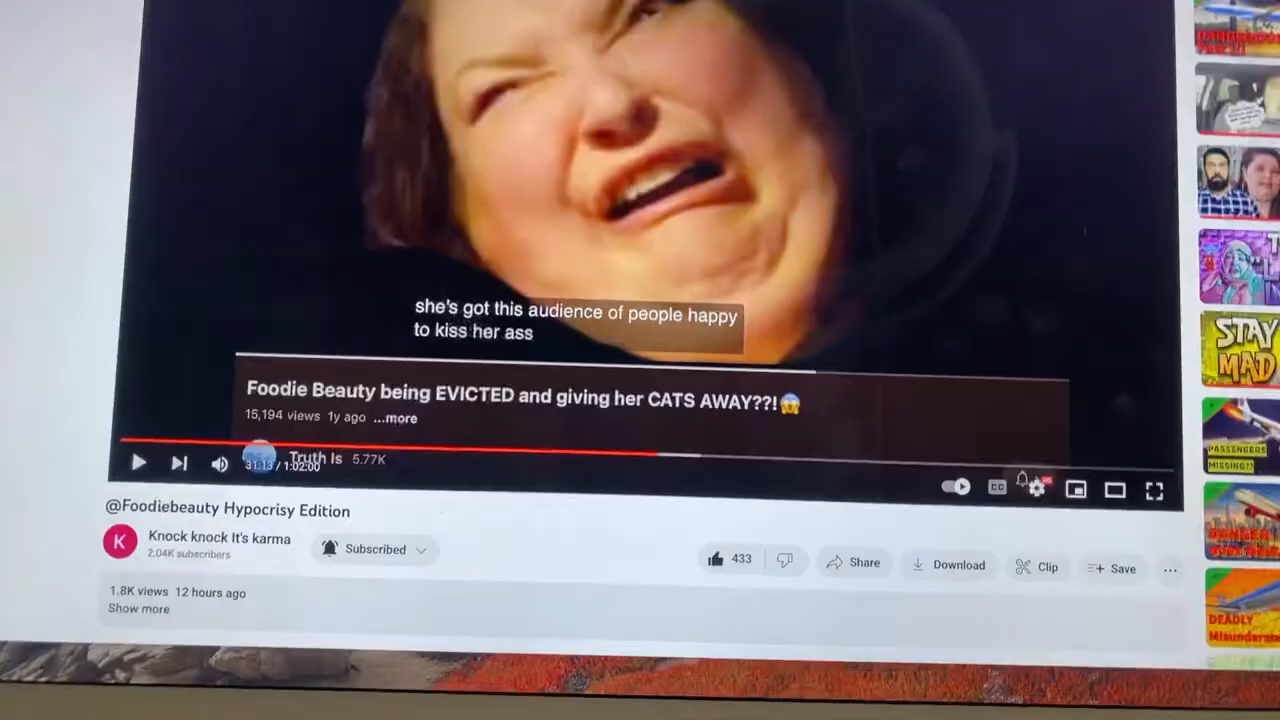 she's got this audience of people happy
to kiss her ass
Foodie Beauty being EVICTED and giving her CATS AWAY??!😱
15,194 views 1y ago ...more
Truth Is 5.77K
31:13 / 1:02:00
CC
@Foodiebeauty Hypocrisy Edition
K
Knock knock It's karma
2.04K subscribers
Subscribed
433
Share
Download
Clip
Save
...
1.8K views 12 hours ago
Show more
STAY
MAD
PASSENGERS
MISSING??
DANGER
DEADLY